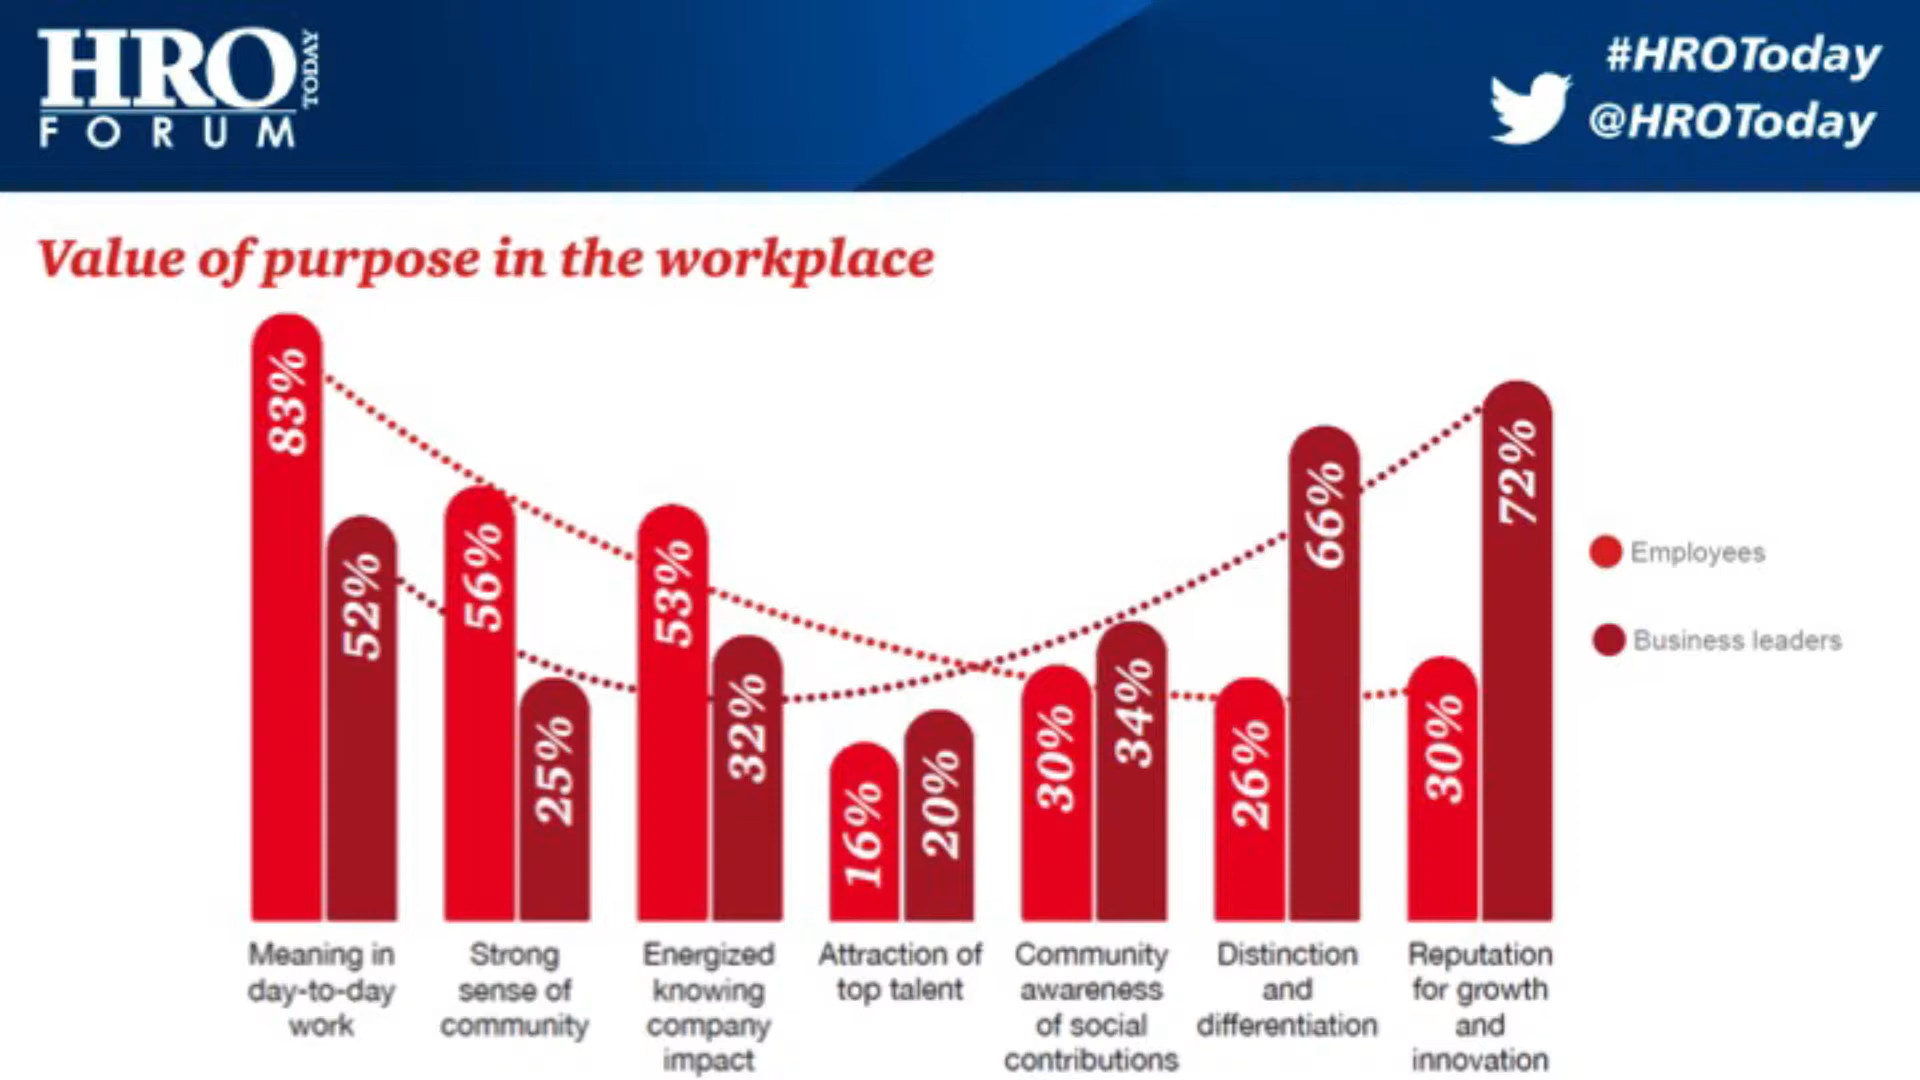 HRO TODAY
FORUM
#HROToday
@HROToday
Value of purpose in the workplace
83%
52%
56%
25%
53%
32%
16%
20%
30%
34%
26%
66%
30%
72%
Employees
Business leaders
Meaning in
day-to-day
work
Strong
sense of
community
Energized
knowing
company
impact
Attraction of
top talent
Community
awareness
of social
contributions
Distinction
and
differentiation
Reputation
for growth
and
innovation